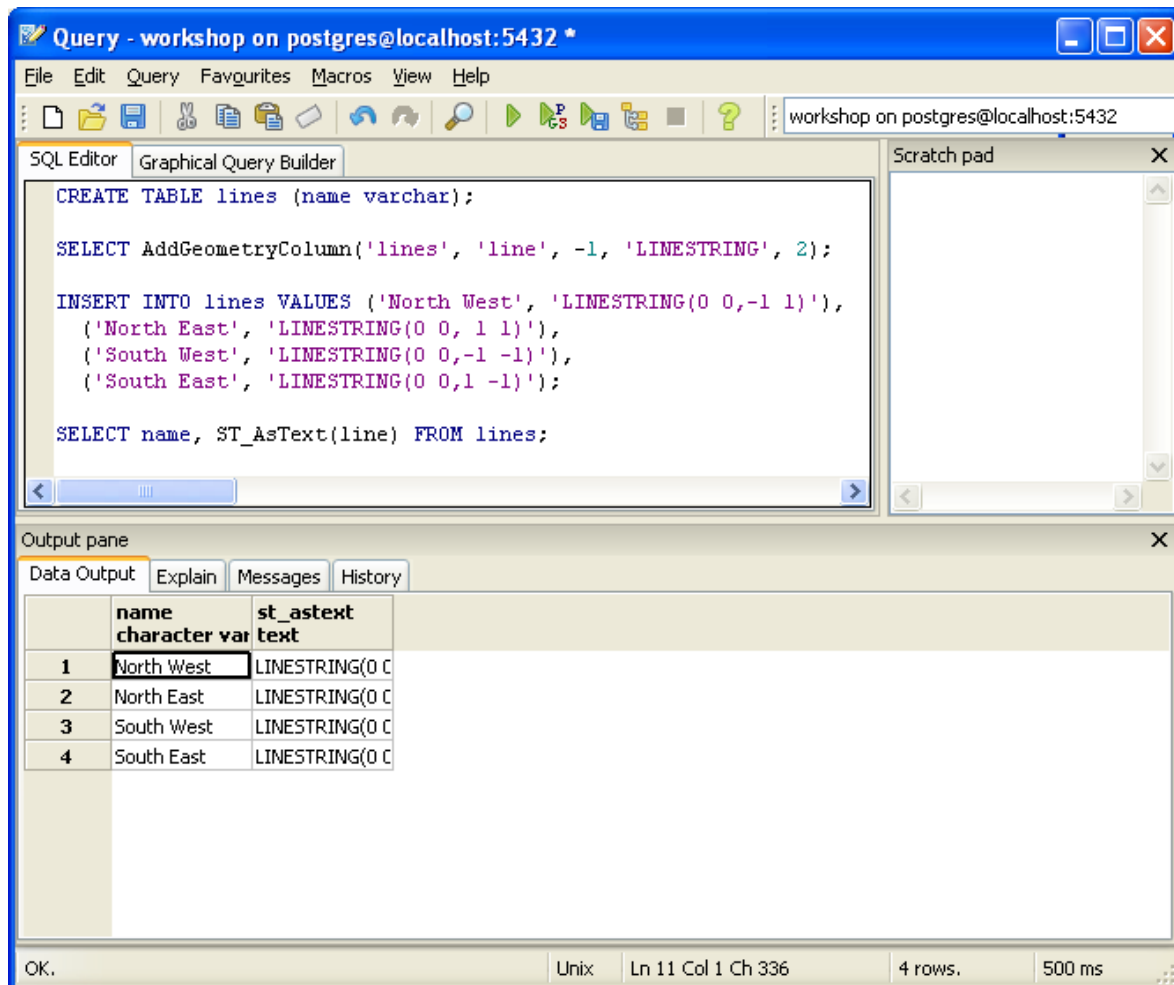 Query - workshop on postgres@localhost:5432 *
File Edit Query Favourites Macros View Help
workshop on postgres@localhost:5432
SQL Editor Graphical Query Builder
Scratch pad
CREATE TABLE lines (name varchar);
SELECT AddGeometryColumn('lines', 'line', -1, 'LINESTRING', 2);
INSERT INTO lines VALUES ('North West', 'LINESTRING(0 0,-1 1)'),
('North East', 'LINESTRING(0 0, 1 1)'),
('South West', 'LINESTRING(0 0,-1 -1)'),
('South East', 'LINESTRING(0 0,1 -1)');
SELECT name, ST_AsText(line) FROM lines;
Output pane
Data Output Explain Messages History
name st_astext
character var text
1 North West LINESTRING(0 0
2 North East LINESTRING(0 0
3 South West LINESTRING(0 0
4 South East LINESTRING(0 0
OK. Unix Ln 11 Col 1 Ch 336 4 rows. 500 ms